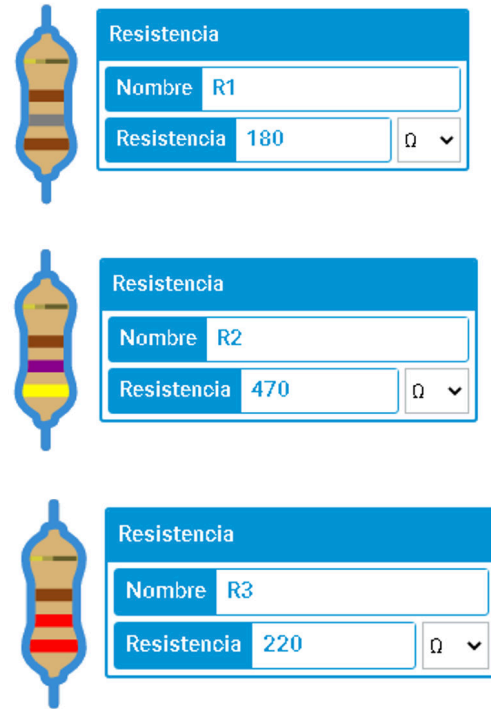 Resistencia
Nombre R1
Resistencia 180 Ω
Resistencia
Nombre R2
Resistencia 470 Ω
Resistencia
Nombre R3
Resistencia 220 Ω